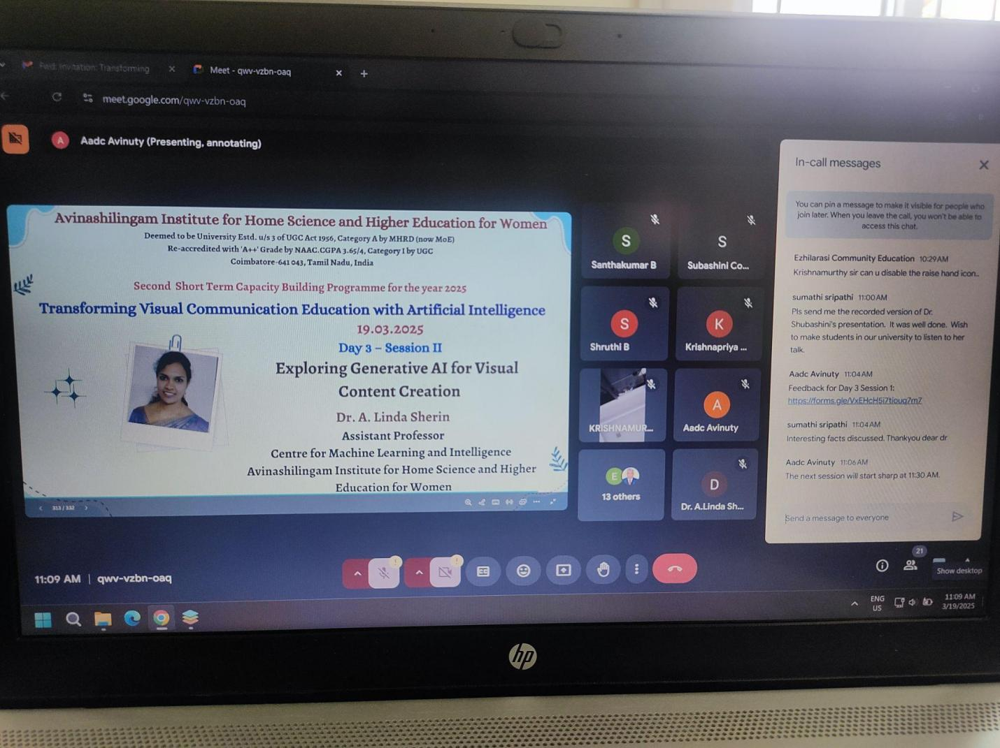 Fwd: Invitation: Transforming
Meet - qwv-vzbn-oaq
meet.google.com/qwv-vzbn-oaq
A
Aadc Avinuty (Presenting, annotating)
Avinashilingam Institute for Home Science and Higher Education for Women
Deemed to be University Estd. u/s 3 of UGC Act 1956, Category A by MHRD (now MoE)
Re-accredited with 'A++' Grade by NAAC.CGPA 3.65/4, Category I by UGC
Coimbatore-641 043, Tamil Nadu, India
Second Short Term Capacity Building Programme for the year 2025
Transforming Visual Communication Education with Artificial Intelligence
19.03.2025
Day 3 – Session II
Exploring Generative AI for Visual
Content Creation
Dr. A. Linda Sherin
Assistant Professor
Centre for Machine Learning and Intelligence
Avinashilingam Institute for Home Science and Higher
Education for Women
313 / 332
S
Santhakumar B
S
Subashini Co...
S
Shruthi B
K
Krishnapriya ...
KRISHNAMUR...
A
Aadc Avinuty
E
13 others
D
Dr. A.Linda Sh...
In-call messages
You can pin a message to make it visible for people who
join later. When you leave the call, you won't be able to
access this chat.
Ezhilarasi Community Education 10:29 AM
Krishnamurthy sir can u disable the raise hand icon..
sumathi sripathi 11:00 AM
Pls send me the recorded version of Dr.
Shubashini's presentation. It was well done. Wish
to make students in our university to listen to her
talk.
Aadc Avinuty 11:04 AM
Feedback for Day 3 Session 1:
https://forms.gle/VxEHcH5i7tiouq7m7
sumathi sripathi 11:04 AM
Interesting facts discussed. Thankyou dear dr
Aadc Avinuty 11:06 AM
The next session will start sharp at 11:30 AM.
Send a message to everyone
11:09 AM | qwv-vzbn-oaq
CC
21
Show desktop
ENG
US
11:09 AM
3/19/2025
hp